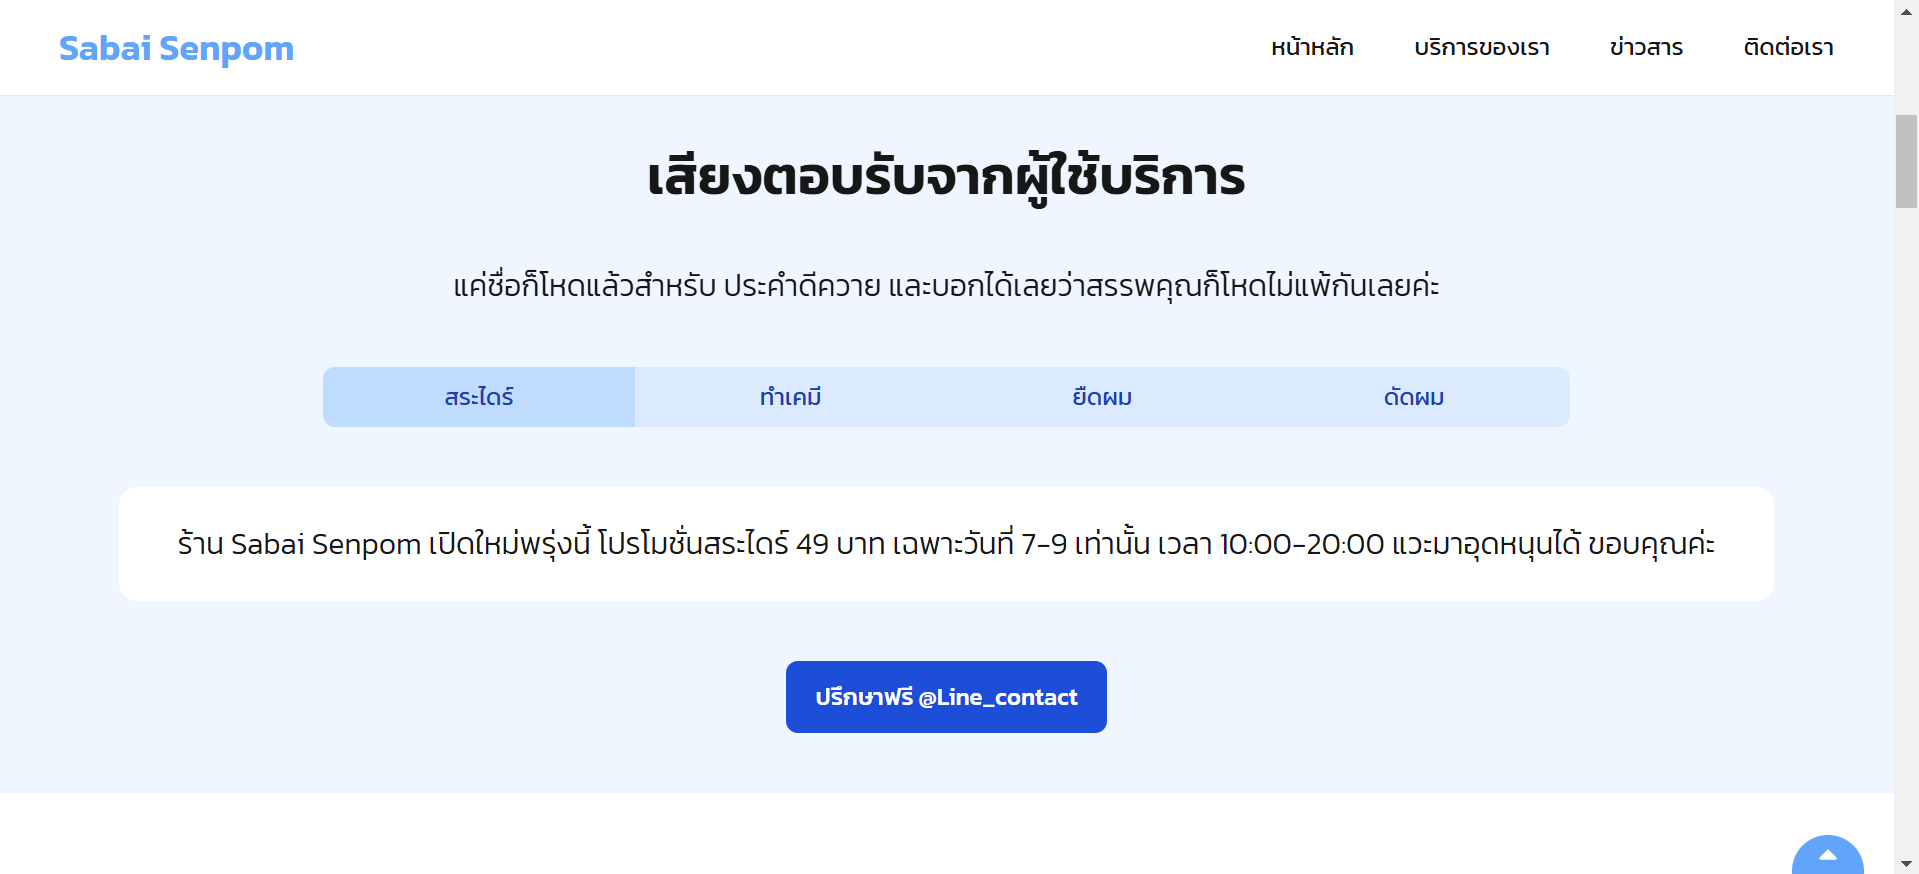 Sabai Senpom
หน้าหลัก บริการของเรา ข่าวสาร ติดต่อเรา
เสียงตอบรับจากผู้ใช้บริการ
แค่ชื่อก็โหดแล้วสำหรับ ประคำดีควาย และบอกได้เลยว่าสรรพคุณก็โหดไม่แพ้กันเลยค่ะ
สระไดร์ ทำเคมี ยืดผม ดัดผม
ร้าน Sabai Senpom เปิดใหม่พรุ่งนี้ โปรโมชั่นสระไดร์ 49 บาท เฉพาะวันที่ 7-9 เท่านั้น เวลา 10:00-20:00 แวะมาอุดหนุนได้ ขอบคุณค่ะ
ปรึกษาฟรี @Line_contact